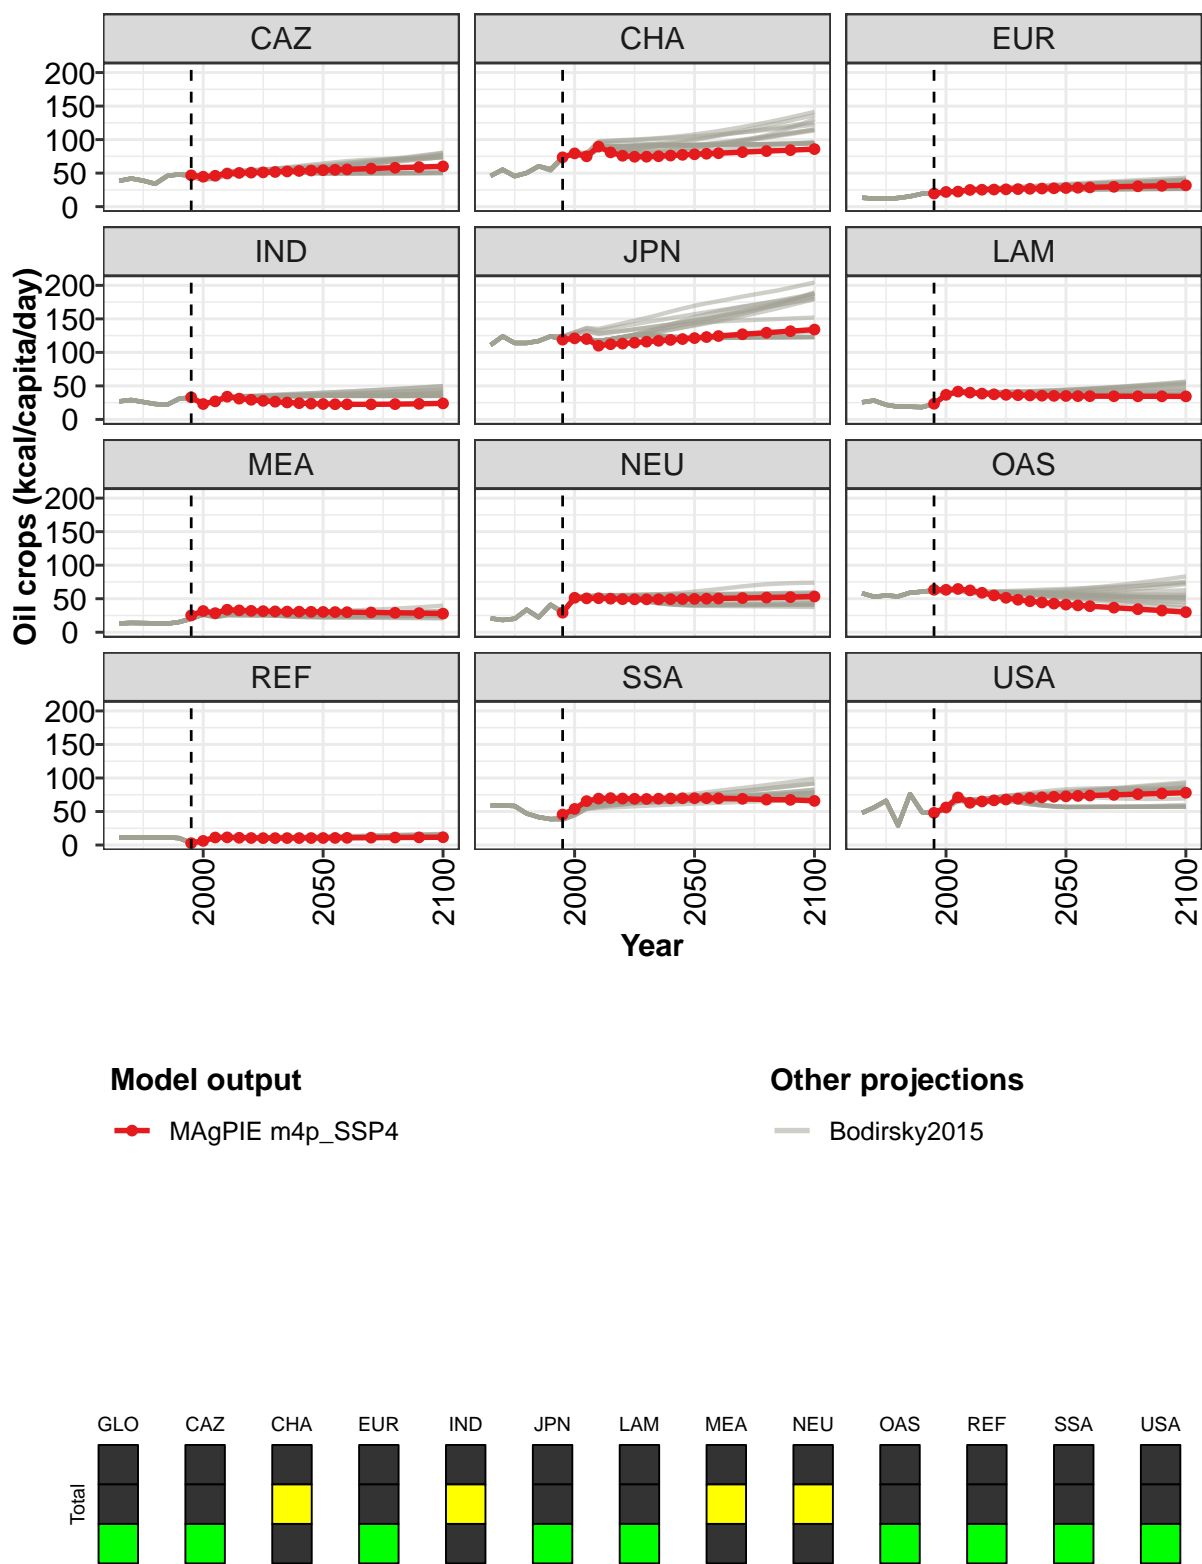 CAZ CHA EUR
200
150
100
50
0
IND JPN LAM
200
150
100
50
0
MEA NEU OAS
200
150
100
50
0
REF SSA USA
200
150
100
50
0
Oil crops (kcal/capita/day)
2000 2050 2100 2000 2050 2100 2000 2050 2100
Year
Model output Other projections
MAgPIE m4p_SSP4 Bodirsky2015
GLO CAZ CHA EUR IND JPN LAM MEA NEU OAS REF SSA USA
Total